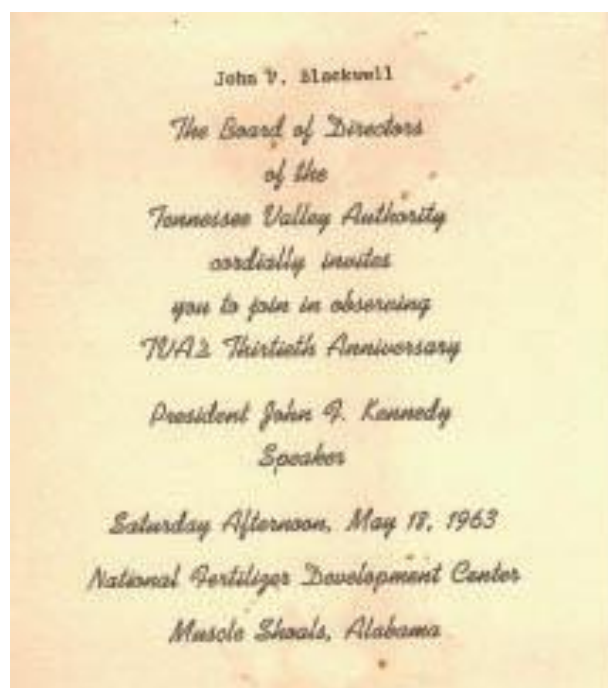 John V. Blackwell
The Board of Directors
of the
Tennessee Valley Authority
cordially invites
you to join in observing
TVA's Thirtieth Anniversary
President John F. Kennedy
Speaker
Saturday Afternoon, May 18, 1963
National Fertilizer Development Center
Muscle Shoals, Alabama